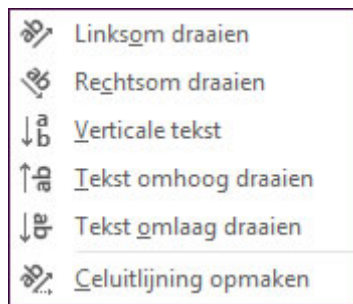 Linksom draaien
Rechtsom draaien
Verticale tekst
Tekst omhoog draaien
Tekst omlaag draaien
Celuitlijning opmaken